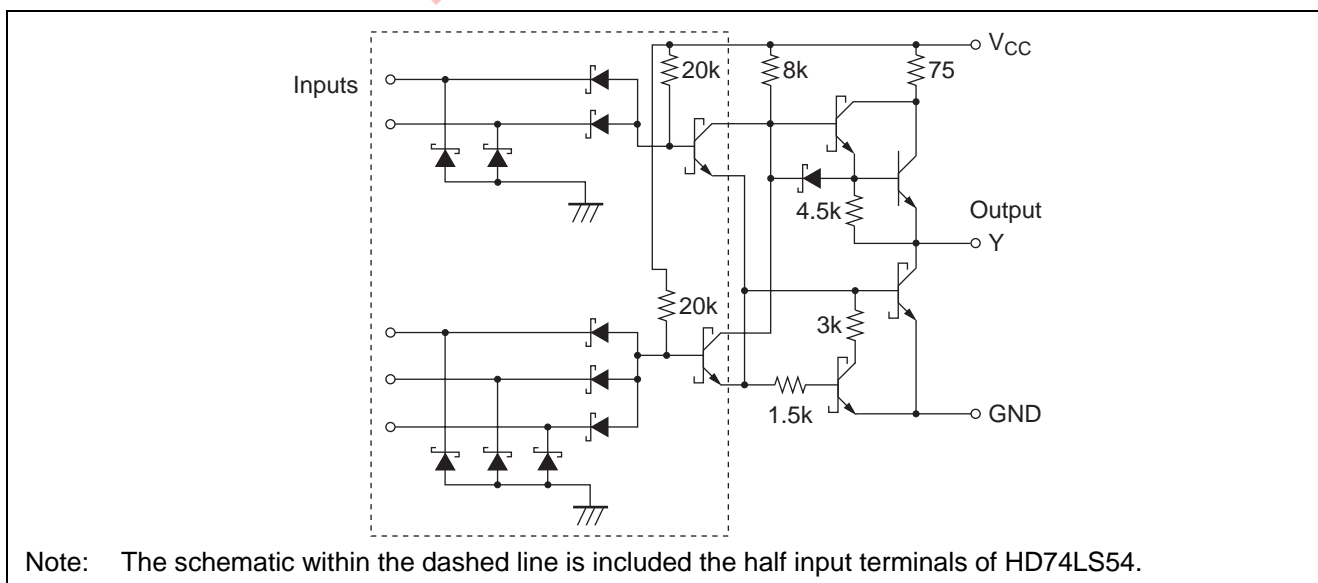 V_CC
20k
8k
75
Inputs
4.5k
Output
Y
20k
3k
1.5k
GND
Note: The schematic within the dashed line is included the half input terminals of HD74LS54.